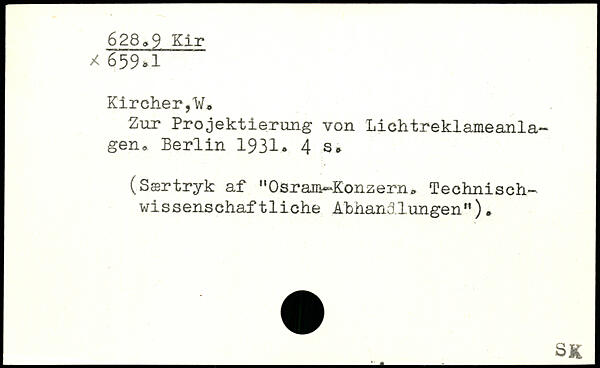 628.9 Kir
x 659.1
Kircher,W.
Zur Projektierung von Lichtreklameanla-
gen. Berlin 1931. 4 s.
(Særtryk af "Osram-Konzern. Technisch-
wissenschaftliche Abhandlungen").
SK